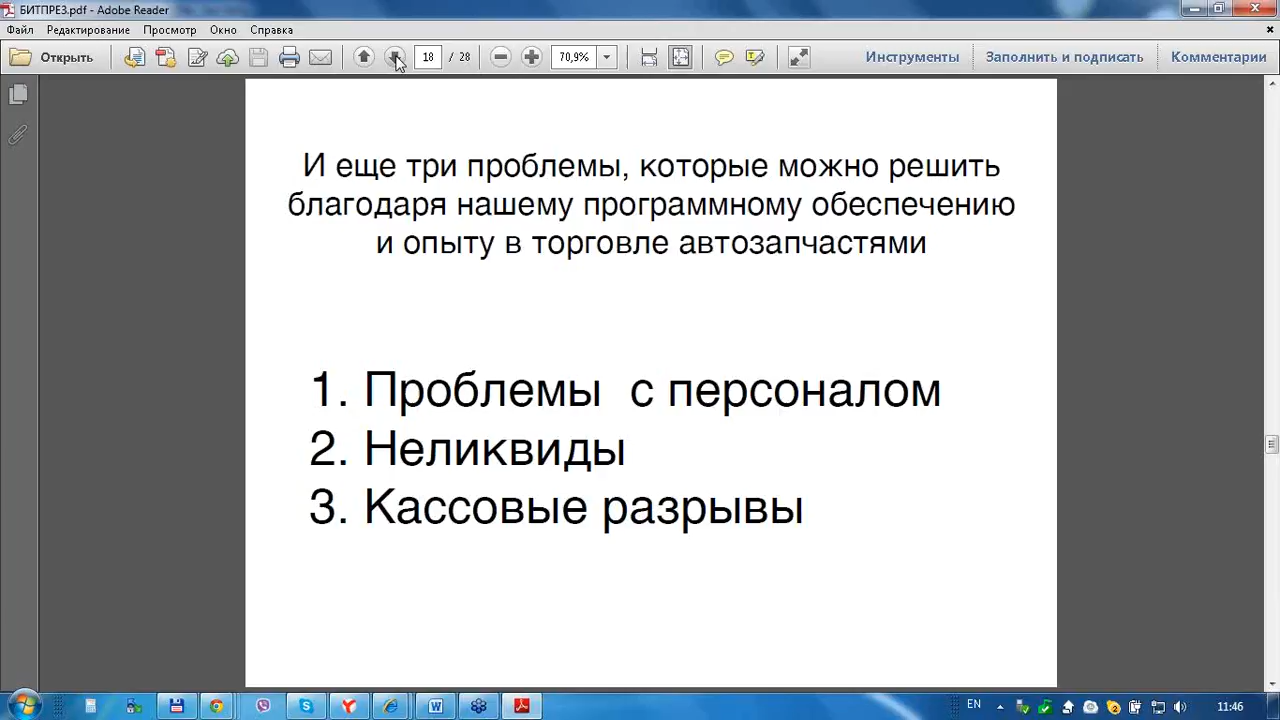 БИТПРЕЗ.pdf - Adobe Reader
Файл Редактирование Просмотр Окно Справка
Открыть 18 / 28 70,9% Инструменты Заполнить и подписать Комментарии
И еще три проблемы, которые можно решить
благодаря нашему программному обеспечению
и опыту в торговле автозапчастями
1. Проблемы с персоналом
2. Неликвиды
3. Кассовые разрывы
EN 11:46